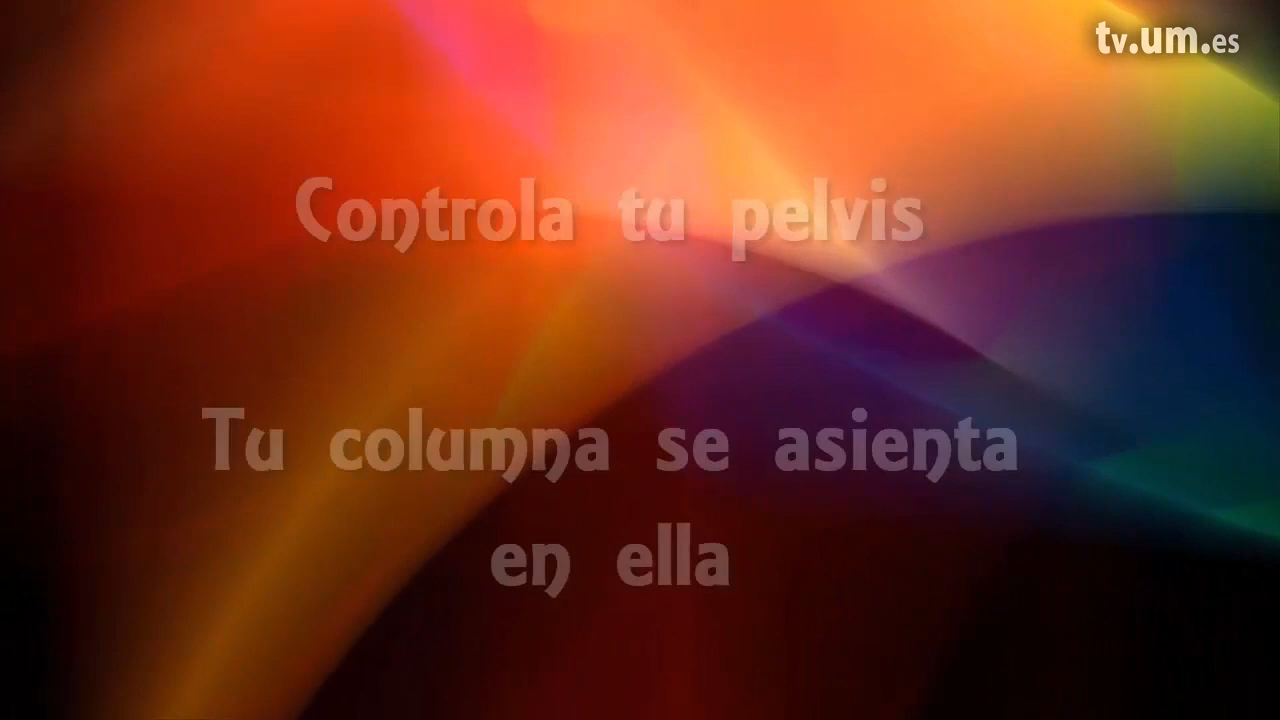 tv.um.es
Controla tu pelvis
Tu columna se asienta
en ella